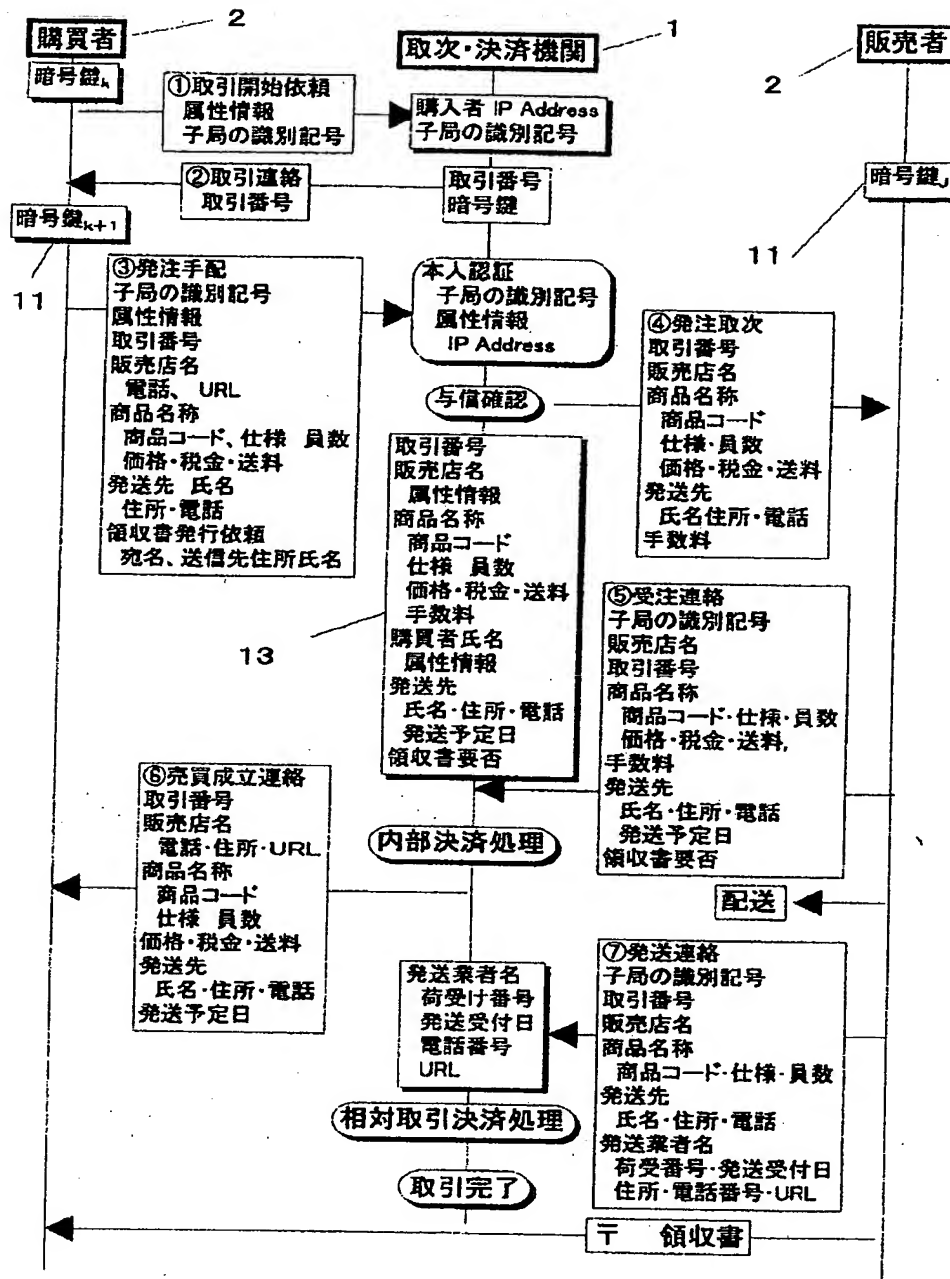 2
購買者
1
取次・決済機関
販売者
2
暗号鍵k
①取引開始依頼
属性情報
子局の識別記号
購入者 IP Address
子局の識別記号
②取引連絡
取引番号
取引番号
暗号鍵
暗号鍵J
11
暗号鍵k+1
11
③発注手配
子局の識別記号
属性情報
取引番号
販売店名
電話、 URL
商品名称
商品コード、仕様 員数
価格・税金・送料
発送先 氏名
住所・電話
領収書発行依頼
宛名、送信先住所氏名
本人認証
子局の識別記号
属性情報
IP Address
与信確認
④発注取次
取引番号
販売店名
商品名称
商品コード
仕様・員数
価格・税金・送料
発送先
氏名住所・電話
手数料
取引番号
販売店名
属性情報
商品名称
商品コード
仕様 員数
価格・税金・送料
手数料
購買者氏名
属性情報
発送先
氏名・住所・電話
発送予定日
領収書要否
13
⑤受注連絡
子局の識別記号
販売店名
取引番号
商品名称
商品コード・仕様・員数
価格・税金・送料,
手数料
発送先
氏名・住所・電話
発送予定日
領収書要否
内部決済処理
⑥売買成立連絡
取引番号
販売店名
電話・住所・URL
商品名称
商品コード
仕様 員数
価格・税金・送料
発送先
氏名・住所・電話
発送予定日
配送
発送業者名
荷受け番号
発送受付日
電話番号
URL
⑦発送連絡
子局の識別記号
取引番号
販売店名
商品名称
商品コード・仕様・員数
発送先
氏名・住所・電話
発送業者名
荷受番号・発送受付日
住所・電話番号・URL
相対取引決済処理
取引完了
〒 領収書